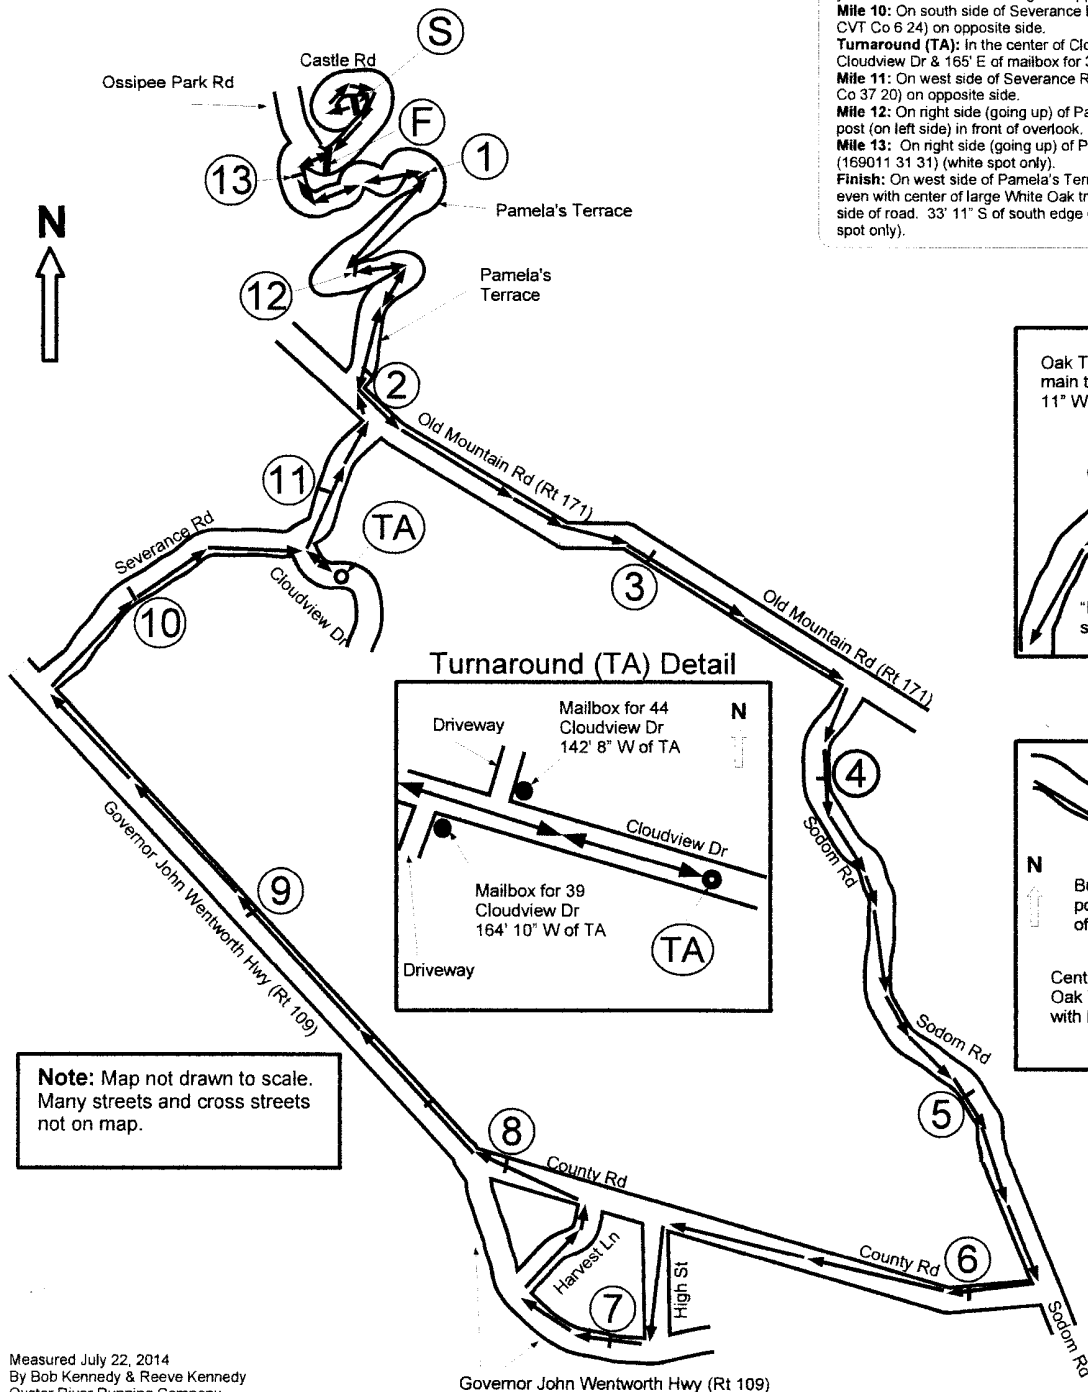 Mile 10: On south side of Severance
CVT Co 6 24) on opposite side.
Turnaround (TA): In the center of
Cloudview Dr & 165' E of mailbox for
Mile 11: On west side of Severance
Co 37 20) on opposite side.
Mile 12: On right side (going up) of
post (on left side) in front of overlook.
Mile 13: On right side (going up) of
(169011 31 31) (white spot only).
Finish: On west side of Pamela's
even with center of large White Oak
side of road. 33' 11" S of south edge
spot only).
S
Castle Rd
Ossipee Park Rd
F
1
13
Pamela's Terrace
N
Pamela's
Terrace
12
2
Old Mountain Rd (Rt 171)
11
TA
Severance Rd
Cloudview Dr
10
3
Old Mountain Rd (Rt 171)
Oak
main
11" W
Turnaround (TA) Detail
N
Mailbox for 44
Cloudview Dr
142' 8" W of TA
Driveway
Cloudview Dr
Mailbox for 39
Cloudview Dr
164' 10" W of TA
TA
Driveway
4
Sodom Rd
N
of
Oak
with
Governor John Wentworth Hwy (Rt 109)
9
Sodom Rd
5
Note: Map not drawn to scale.
Many streets and cross streets
not on map.
8
County Rd
County Rd
6
Harvest Ln
High St
7
Sodom Rd
Governor John Wentworth Hwy (Rt 109)
Measured July 22, 2014
By Bob Kennedy & Reeve Kennedy
Oyster River Running Company